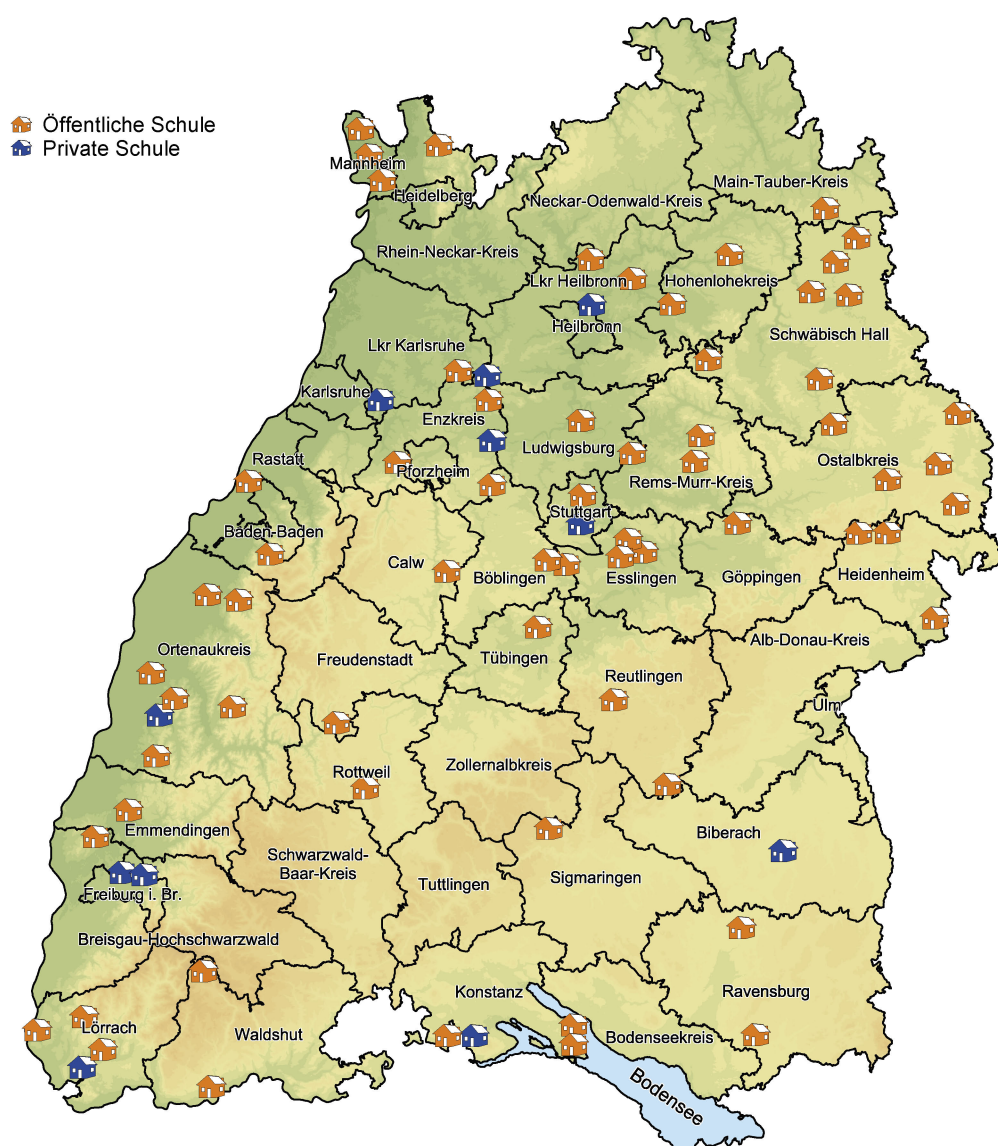 Öffentliche Schule
Private Schule
Mannheim
Heidelberg
Main-Tauber-Kreis
Neckar-Odenwald-Kreis
Rhein-Neckar-Kreis
Lkr Heilbronn
Hohenlohekreis
Heilbronn
Schwäbisch Hall
Lkr Karlsruhe
Karlsruhe
Enzkreis
Ludwigsburg
Ostalbkreis
Rastatt
Pforzheim
Rems-Murr-Kreis
Stuttgart
Baden-Baden
Calw
Böblingen
Esslingen
Göppingen
Heidenheim
Alb-Donau-Kreis
Ortenaukreis
Freudenstadt
Tübingen
Reutlingen
Ulm
Rottweil
Zollernalbkreis
Emmendingen
Biberach
Schwarzwald-
Baar-Kreis
Tuttlingen
Sigmaringen
Freiburg i. Br.
Breisgau-Hochschwarzwald
Konstanz
Ravensburg
Lörrach
Waldshut
Bodenseekreis
Bodensee